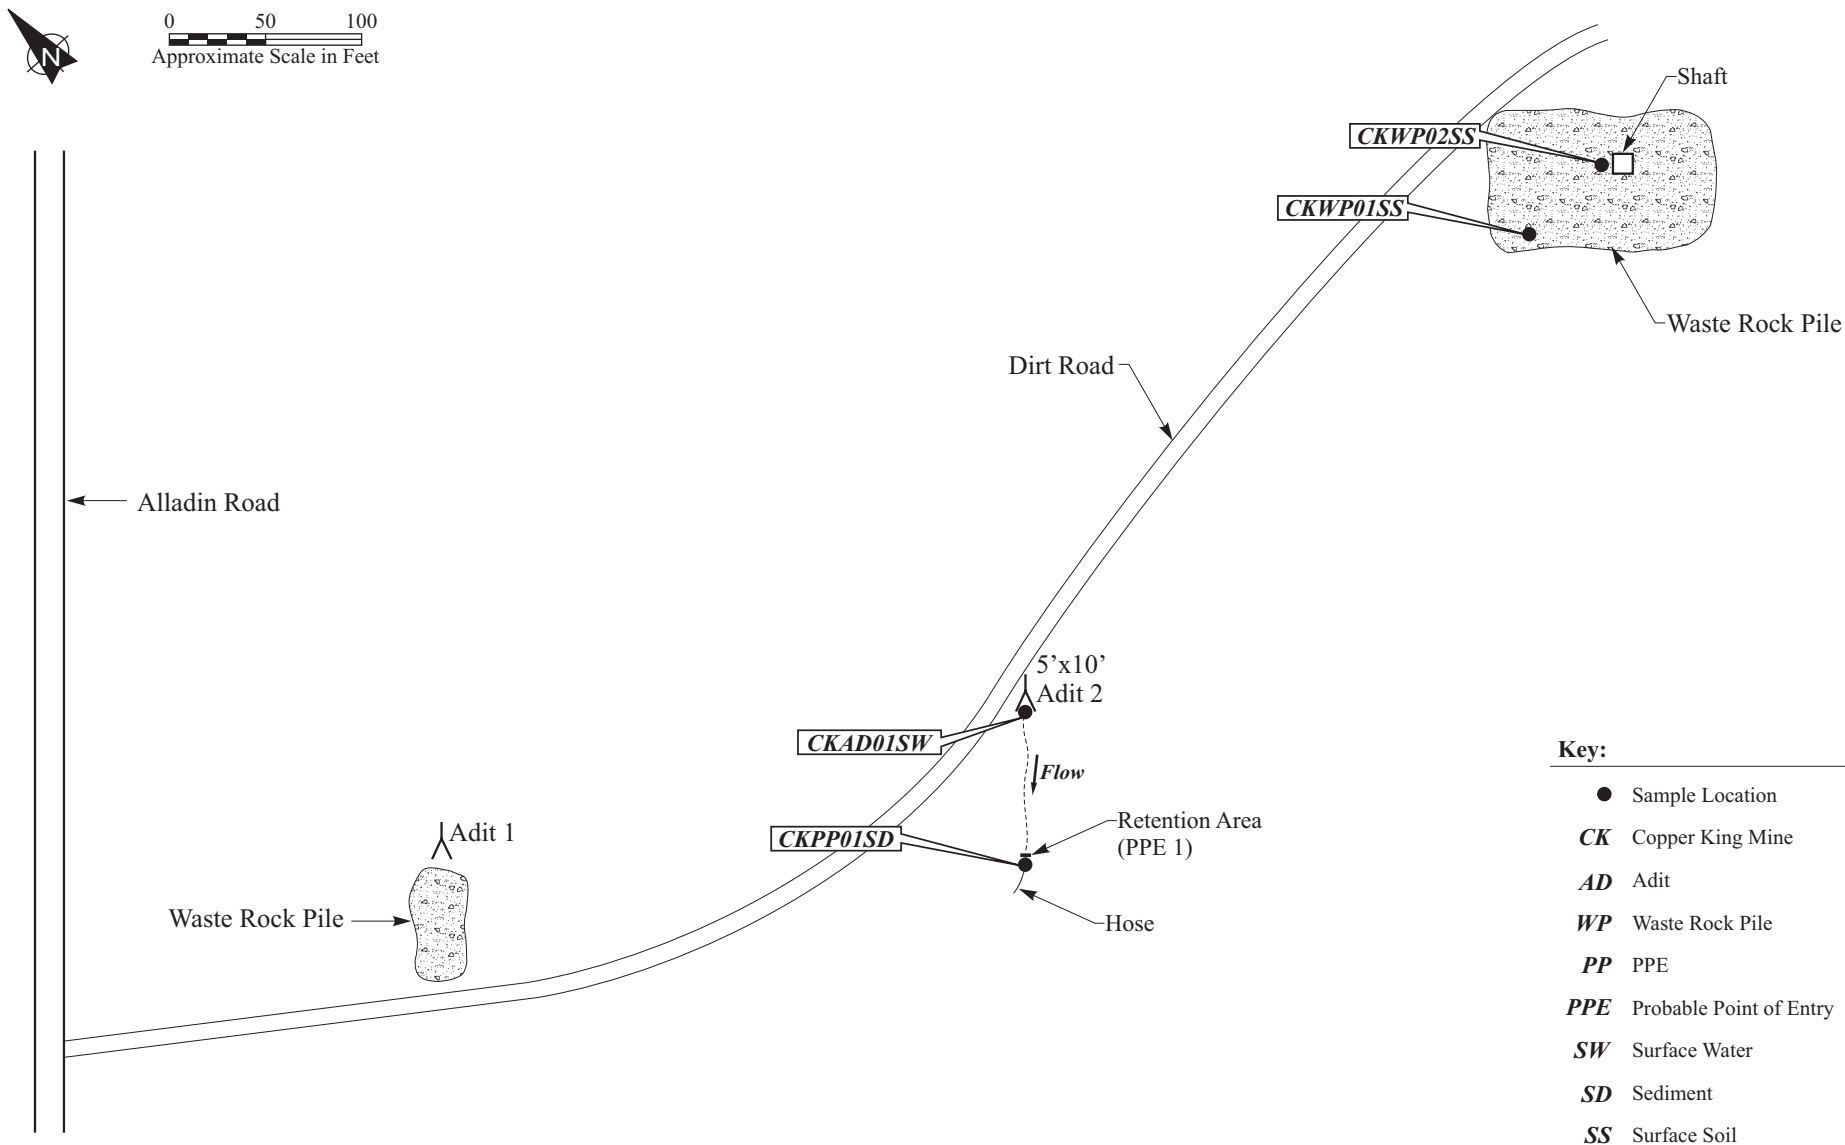 N
0 50 100
Approximate Scale in Feet
Shaft
CKWP02SS
CKWP01SS
Waste Rock Pile
Dirt Road
Alladin Road
5’x10’
Adit 2
CKAD01SW
Flow
Adit 1
CKPP01SD
Retention Area
(PPE 1)
Waste Rock Pile
Hose
Key:
Sample Location
CK Copper King Mine
AD Adit
WP Waste Rock Pile
PP PPE
PPE Probable Point of Entry
SW Surface Water
SD Sediment
SS Surface Soil